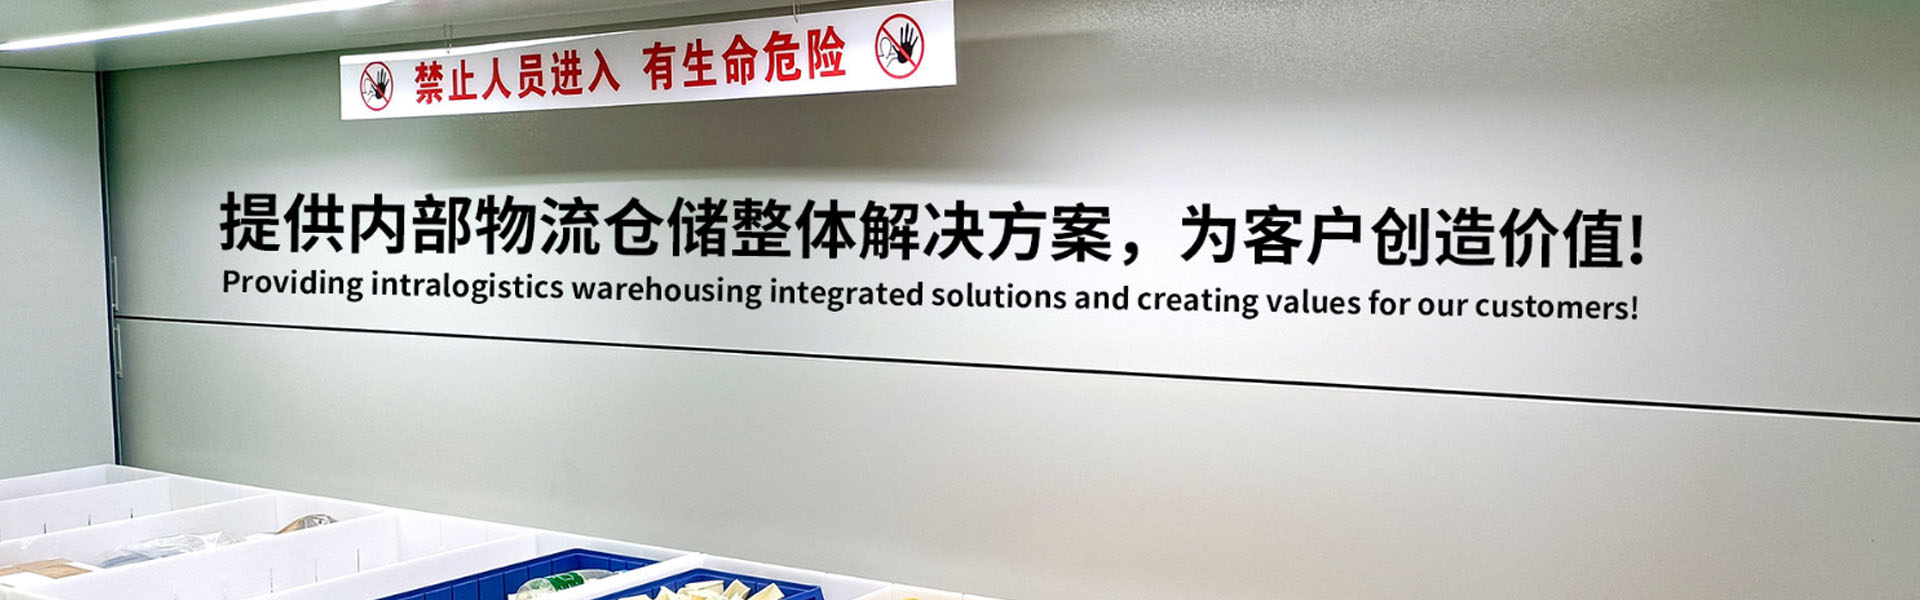 禁止人员进入 有生命危险
提供内部物流仓储整体解决方案，为客户创造价值!
Providing intralogistics warehousing integrated solutions and creating values for our customers!